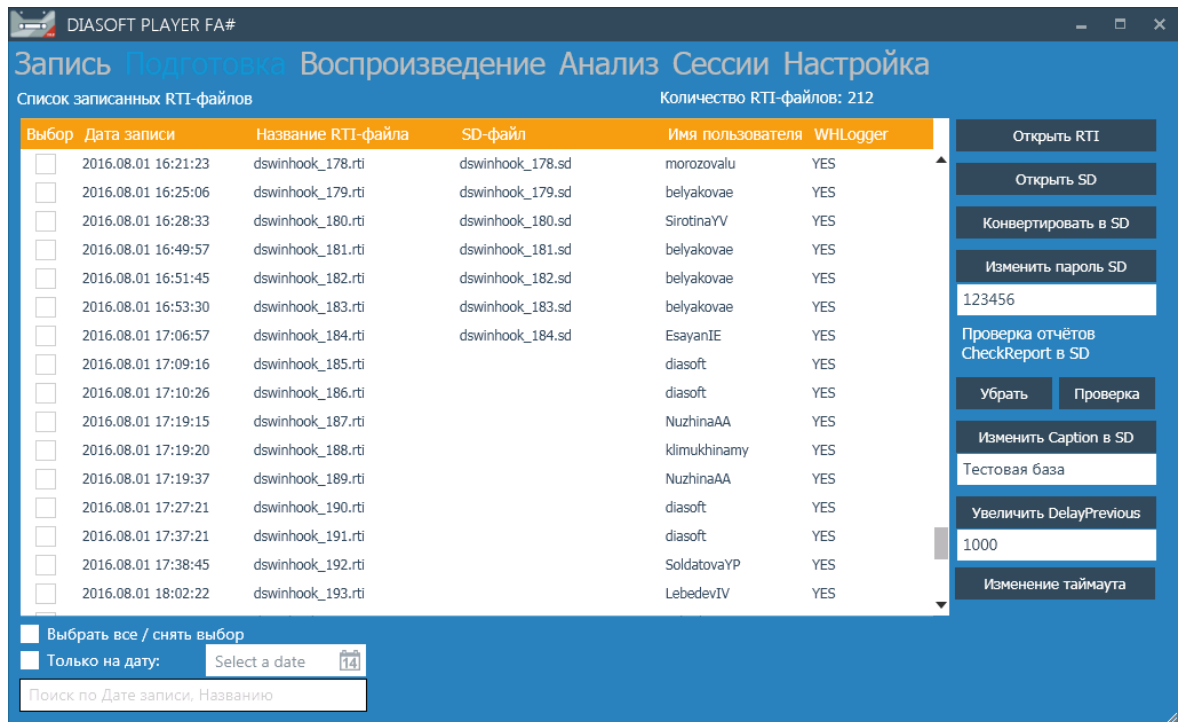 DIASOFT PLAYER FA#
Запись Подготовка Воспроизведение Анализ Сессии Настройка
Список записанных RTI-файлов Количество RTI-файлов: 212
Выбор Дата записи Название RTI-файла SD-файл Имя пользователя WHLogger
2016.08.01 16:21:23 dswinhook_178.rti dswinhook_178.sd morozovalu YES
2016.08.01 16:25:06 dswinhook_179.rti dswinhook_179.sd belyakovae YES
2016.08.01 16:28:33 dswinhook_180.rti dswinhook_180.sd SirotinaYV YES
2016.08.01 16:49:57 dswinhook_181.rti dswinhook_181.sd belyakovae YES
2016.08.01 16:51:45 dswinhook_182.rti dswinhook_182.sd belyakovae YES
2016.08.01 16:53:30 dswinhook_183.rti dswinhook_183.sd belyakovae YES
2016.08.01 17:06:57 dswinhook_184.rti dswinhook_184.sd EsayanIE YES
2016.08.01 17:09:16 dswinhook_185.rti diasoft YES
2016.08.01 17:10:26 dswinhook_186.rti diasoft YES
2016.08.01 17:19:15 dswinhook_187.rti NuzhinaAA YES
2016.08.01 17:19:20 dswinhook_188.rti klimukhinamy YES
2016.08.01 17:19:37 dswinhook_189.rti NuzhinaAA YES
2016.08.01 17:27:21 dswinhook_190.rti diasoft YES
2016.08.01 17:37:21 dswinhook_191.rti diasoft YES
2016.08.01 17:38:45 dswinhook_192.rti SoldatovaYP YES
2016.08.01 18:02:22 dswinhook_193.rti LebedevIV YES
Открыть RTI
Открыть SD
Конвертировать в SD
Изменить пароль SD
123456
Проверка отчётов
CheckReport в SD
Убрать Проверка
Изменить Caption в SD
Тестовая база
Увеличить DelayPrevious
1000
Изменение таймаута
Выбрать все / снять выбор
Только на дату: Select a date 14
Поиск по Дате записи, Названию